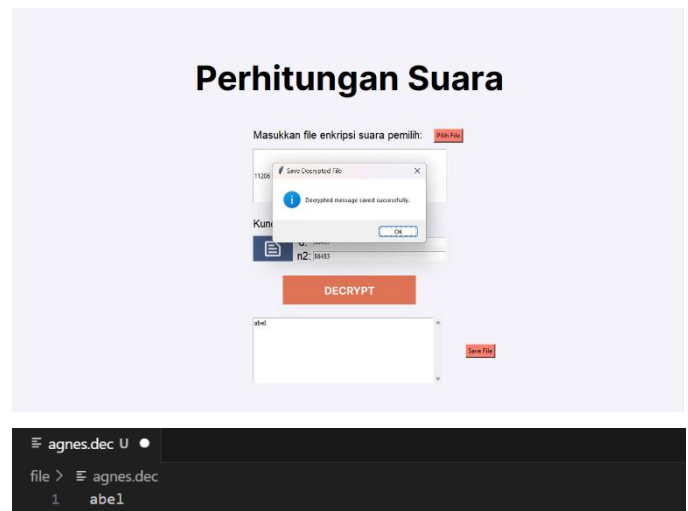 Perhitungan Suara
Masukkan file enkripsi suara pemilih:
Pilih File
Save Decrypted File
11206
Decrypted message saved successfully.
OK
Kun
n2:
DECRYPT
abel
Save File
agnes.dec U
file > agnes.dec
1 abel